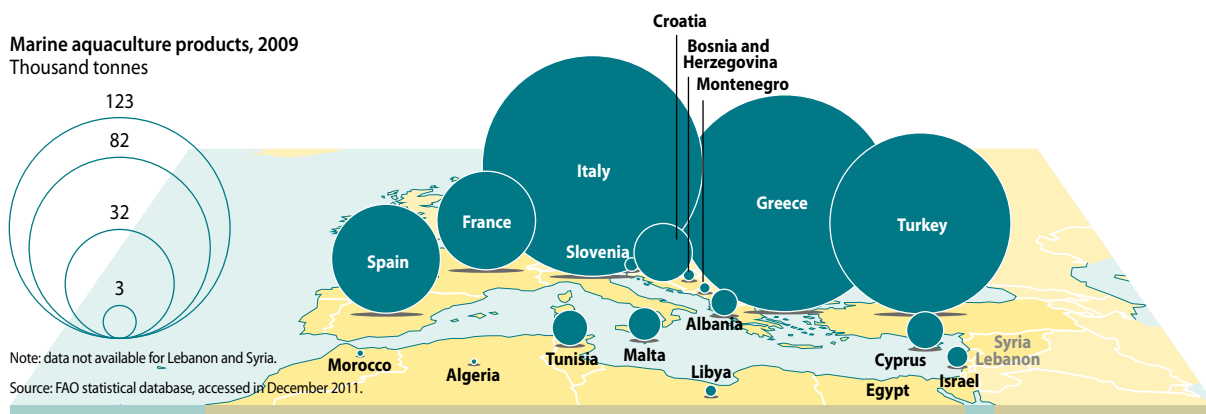 Marine aquaculture products, 2009
Thousand tonnes
123
82
32
3
Note: data not available for Lebanon and Syria.
Source: FAO statistical database, accessed in December 2011.
Croatia
Bosnia and
Herzegovina
Montenegro
Italy
Greece
Turkey
France
Spain
Slovenia
Albania
Morocco
Algeria
Tunisia
Malta
Libya
Cyprus
Egypt
Israel
Syria
Lebanon